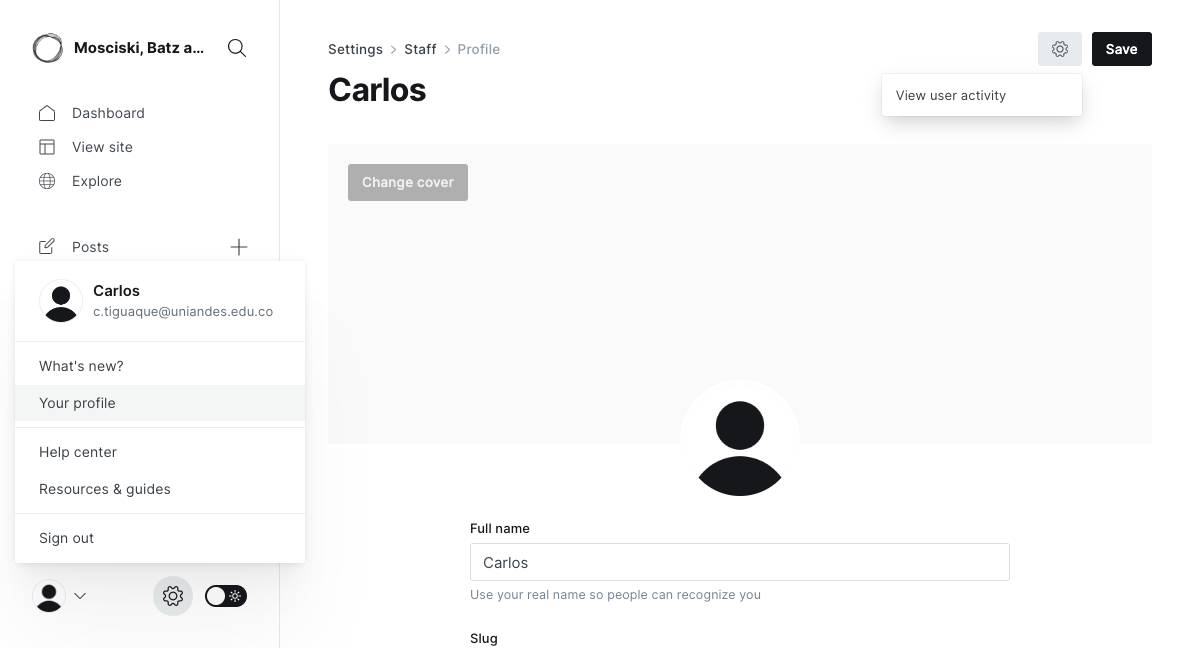 Mosciski, Batz a...
Dashboard
View site
Explore
Posts
Carlos
c.tiguaque@uniandes.edu.co
What's new?
Your profile
Help center
Resources & guides
Sign out
Settings > Staff > Profile
Save
Carlos
View user activity
Change cover
Full name
Carlos
Use your real name so people can recognize you
Slug